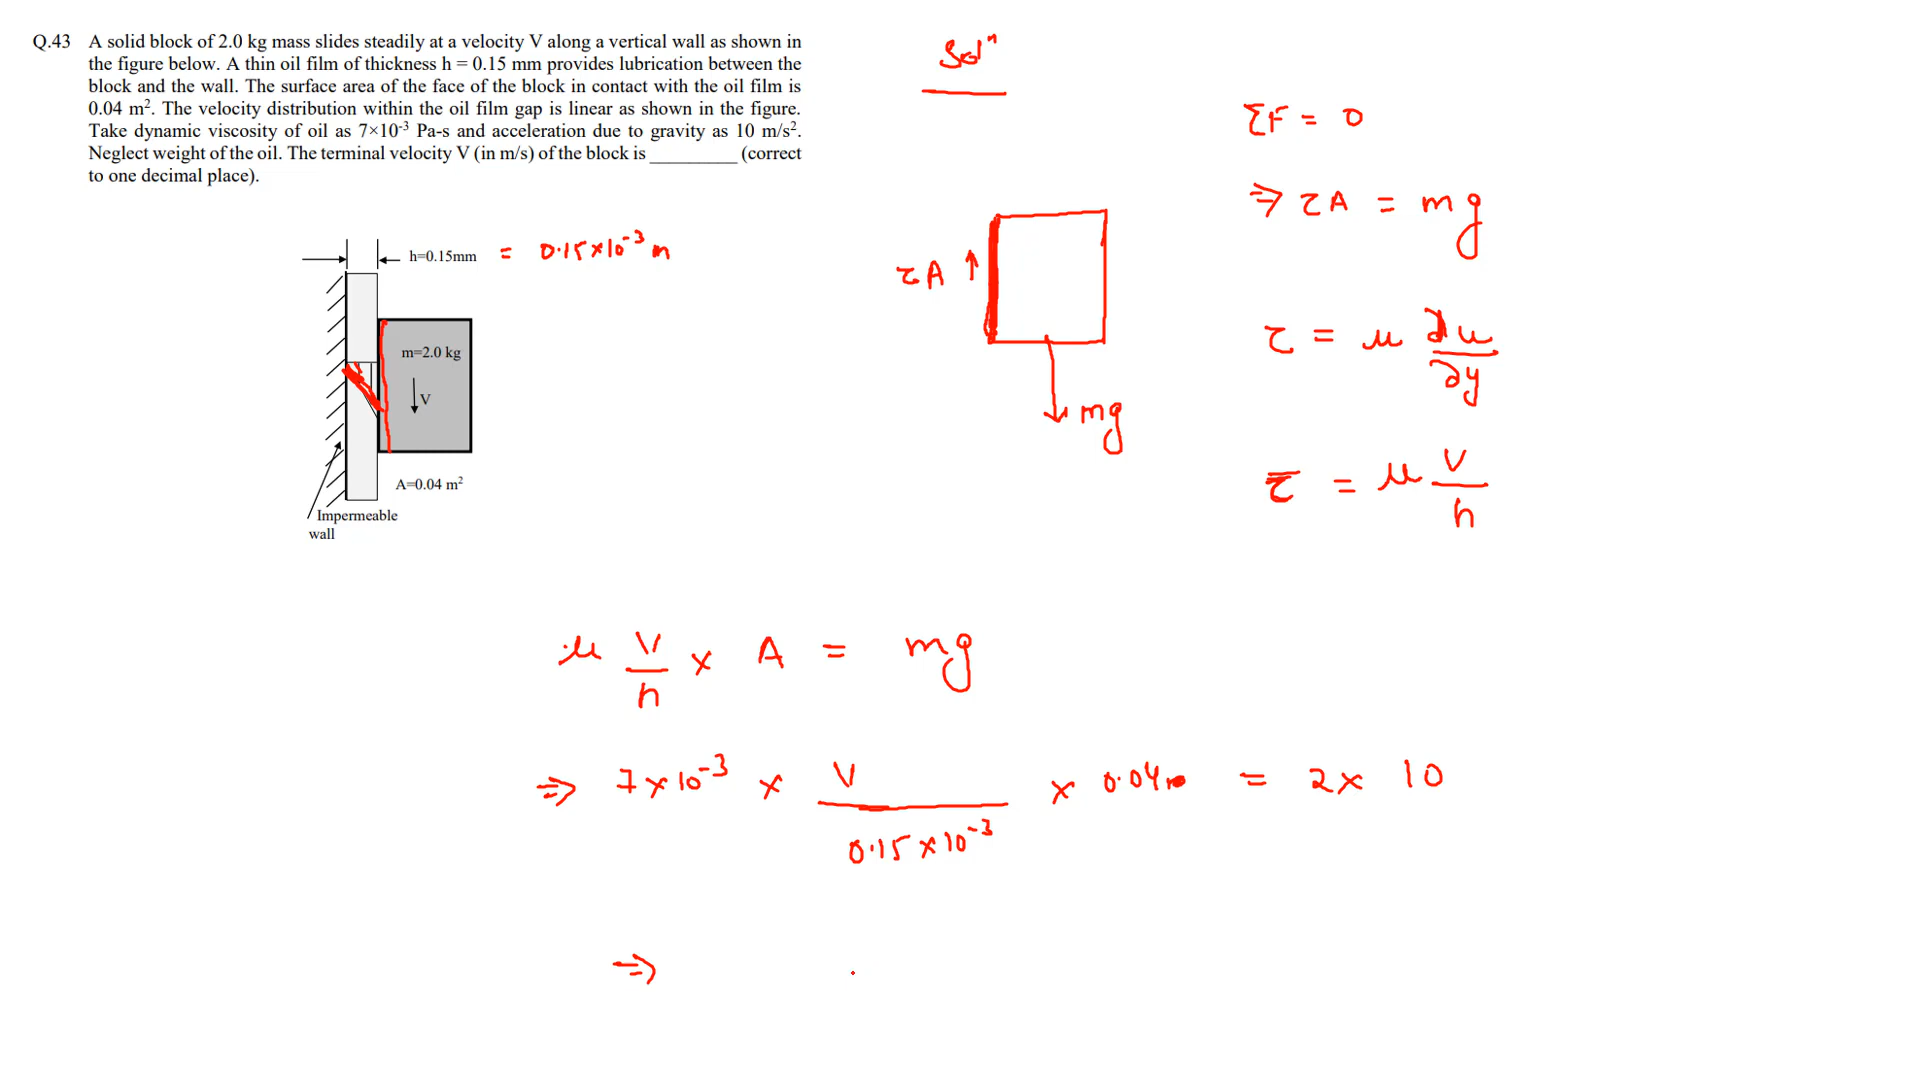 Q.43 A solid block of 2.0 kg mass slides steadily at a velocity V along a vertical wall as shown in
the figure below. A thin oil film of thickness h = 0.15 mm provides lubrication between the
block and the wall. The surface area of the face of the block in contact with the oil film is
0.04 m². The velocity distribution within the oil film gap is linear as shown in the figure.
Take dynamic viscosity of oil as 7×10⁻³ Pa-s and acceleration due to gravity as 10 m/s².
Neglect weight of the oil. The terminal velocity V (in m/s) of the block is _________ (correct
to one decimal place).
h=0.15mm = 0.15×10⁻³ m
m=2.0 kg
V
A=0.04 m²
Impermeable
wall
Solⁿ
τA ↑
mg
ΣF = 0
⇒ τA = mg
τ = μ ∂u/∂y
τ = μ V/h
μ V/h × A = mg
⇒ 7×10⁻³ × V/0.15×10⁻³ × 0.04 = 2× 10
⇒